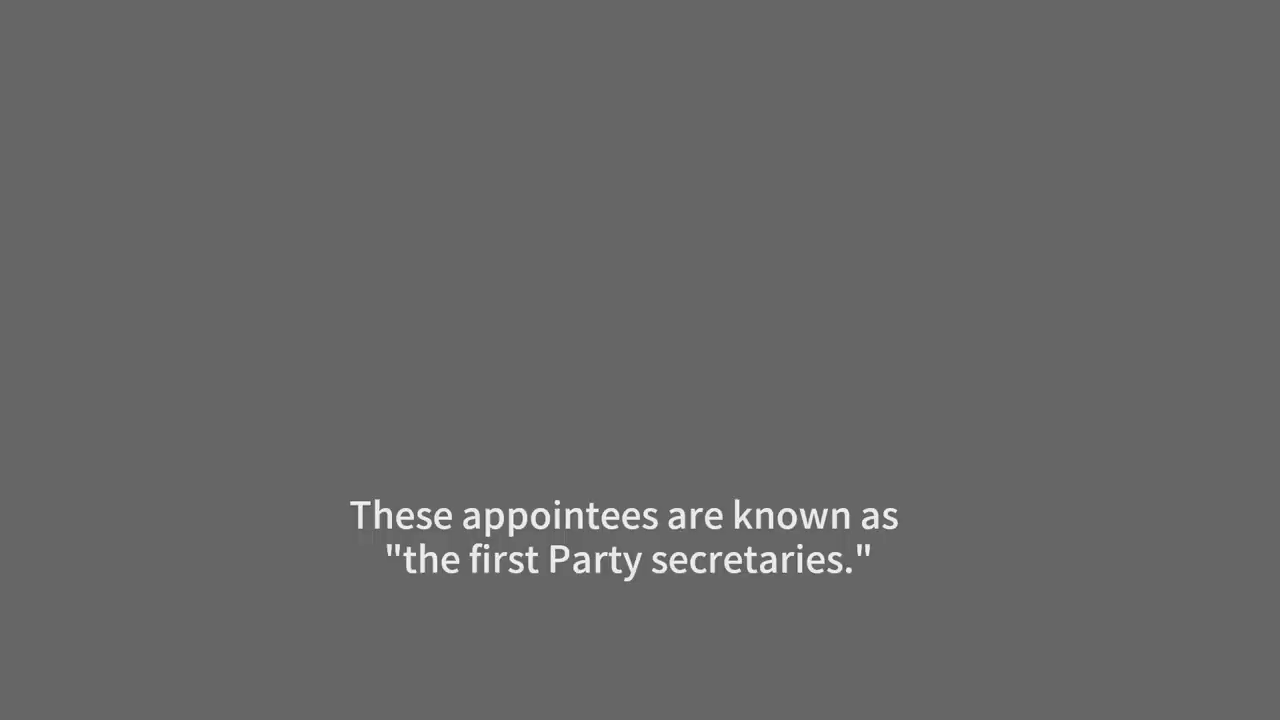 These appointees are known as
"the first Party secretaries."